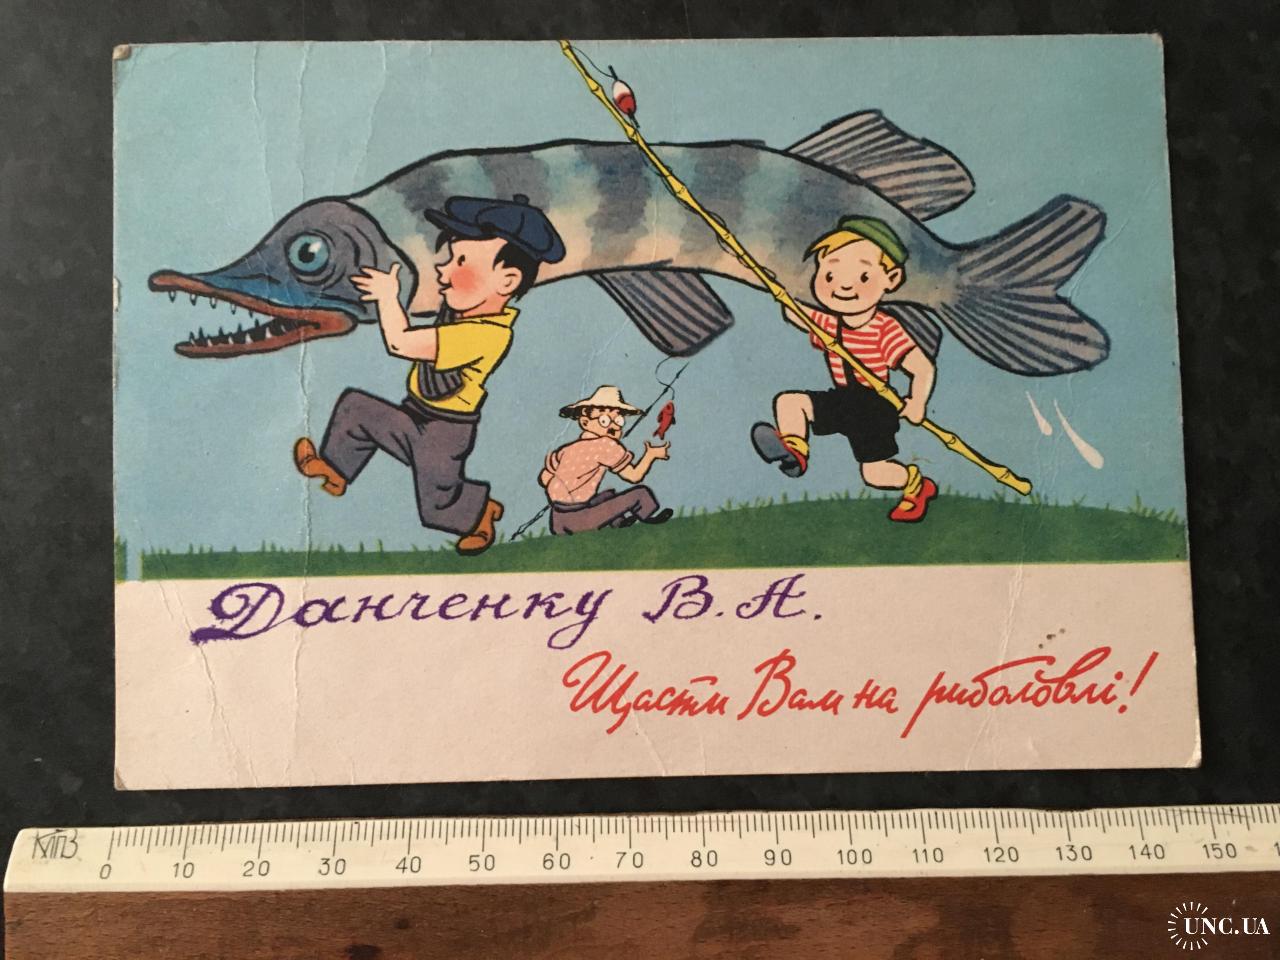 Данченку В.А.
Щасти Вам на риболовлі!
КПЗ
0 10 20 30 40 50 60 70 80 90 100 110 120 130 140 150
UNC.UA